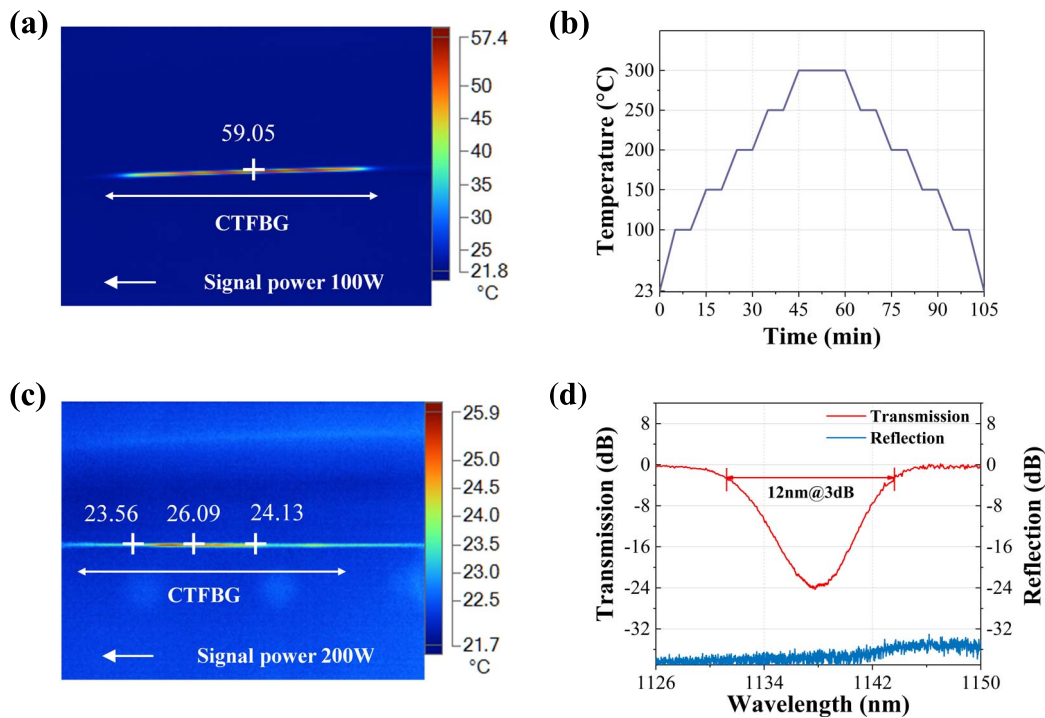 (a)
57.4
50
45
40
35
30
25
21.8
°C
59.05
CTFBG
Signal power 100W
(b)
Temperature (°C)
300
250
200
150
100
23
0 15 30 45 60 75 90 105
Time (min)
(c)
25.9
25.0
24.5
24.0
23.5
23.0
22.5
21.7
°C
23.56 26.09 24.13
CTFBG
Signal power 200W
(d)
Transmission (dB)
8
0
-8
-16
-24
-32
Transmission
Reflection
12nm@3dB
8
0
-8
-16
-24
-32
Reflection (dB)
1126 1134 1142 1150
Wavelength (nm)